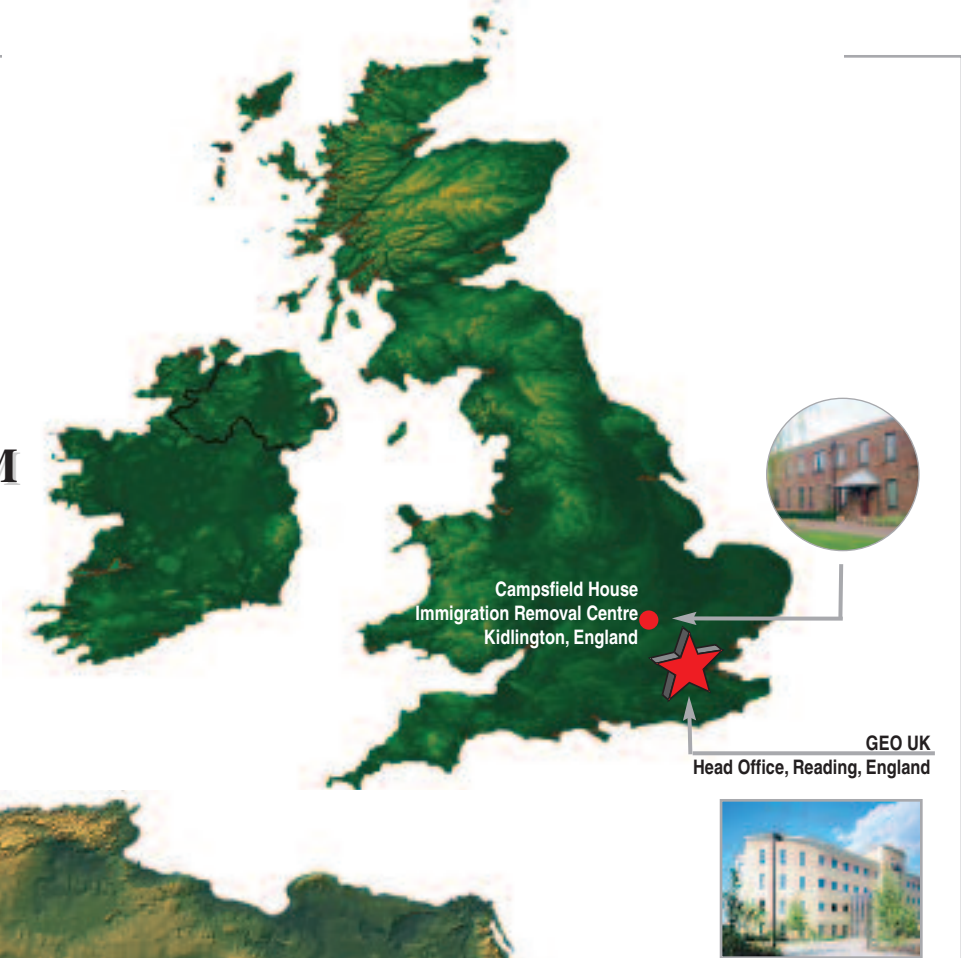 M
Campsfield House
Immigration Removal Centre
Kidlington, England
GEO UK
Head Office, Reading, England